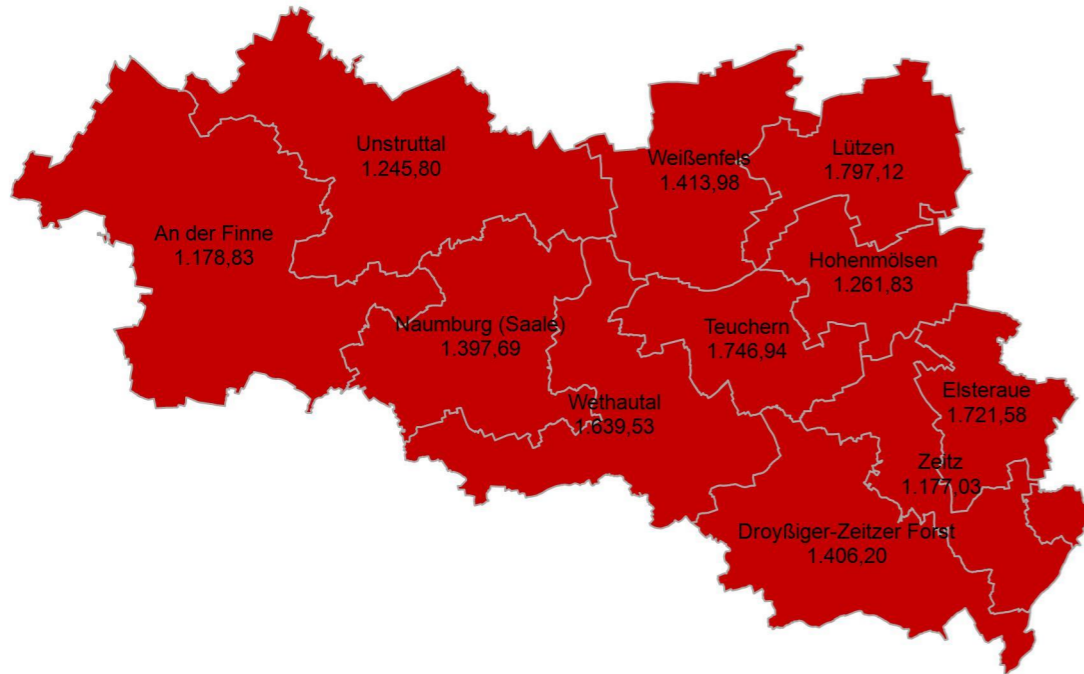 Unstruttal
1.245,80
Weißenfels
1.413,98
Lützen
1.797,12
An der Finne
1.178,83
Hohenmölsen
1.261,83
Naumburg (Saale)
1.397,69
Teuchern
1.746,94
Wethautal
1.639,53
Elsteraue
1.721,58
Zeitz
1.177,03
Droyßiger-Zeitzer Forst
1.406,20